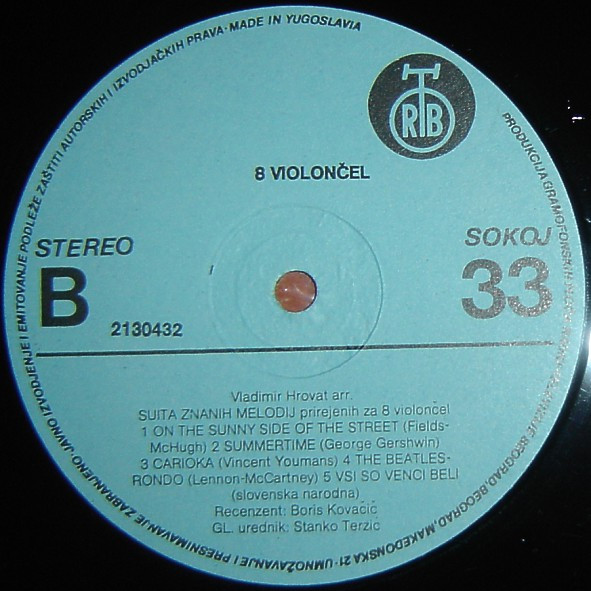 RTB
8 VIOLONČEL
STEREO
SOKOJ
B
33
2130432
Vladimir Hrovat arr.
SUITA ZNANIH MELODIJ prirejenih za 8 violončel
1 ON THE SUNNY SIDE OF THE STREET (Fields-
McHugh) 2 SUMMERTIME (George Gershwin)
3 CARIOKA (Vincent Youmans) 4 THE BEATLES-
RONDO (Lennon-McCartney) 5 VSI SO VENCI BELI
(slovenska narodna)
Recenzent: Boris Kovačič
GL. urednik: Stanko Terzić
PRODUKCIJA GRAMOFONSKIH BEOGRAD, MAKEDONSKA 21 · UMNOŽAVANJE I PRESNIMAVANJE ZABRANJENO JAVNO IZVODJENJE I EMITOVANJE PODLEŽE ZAŠTITI AUTORSKIH I IZVODJAČKIH PRAVA · MADE IN YUGOSLAVIA